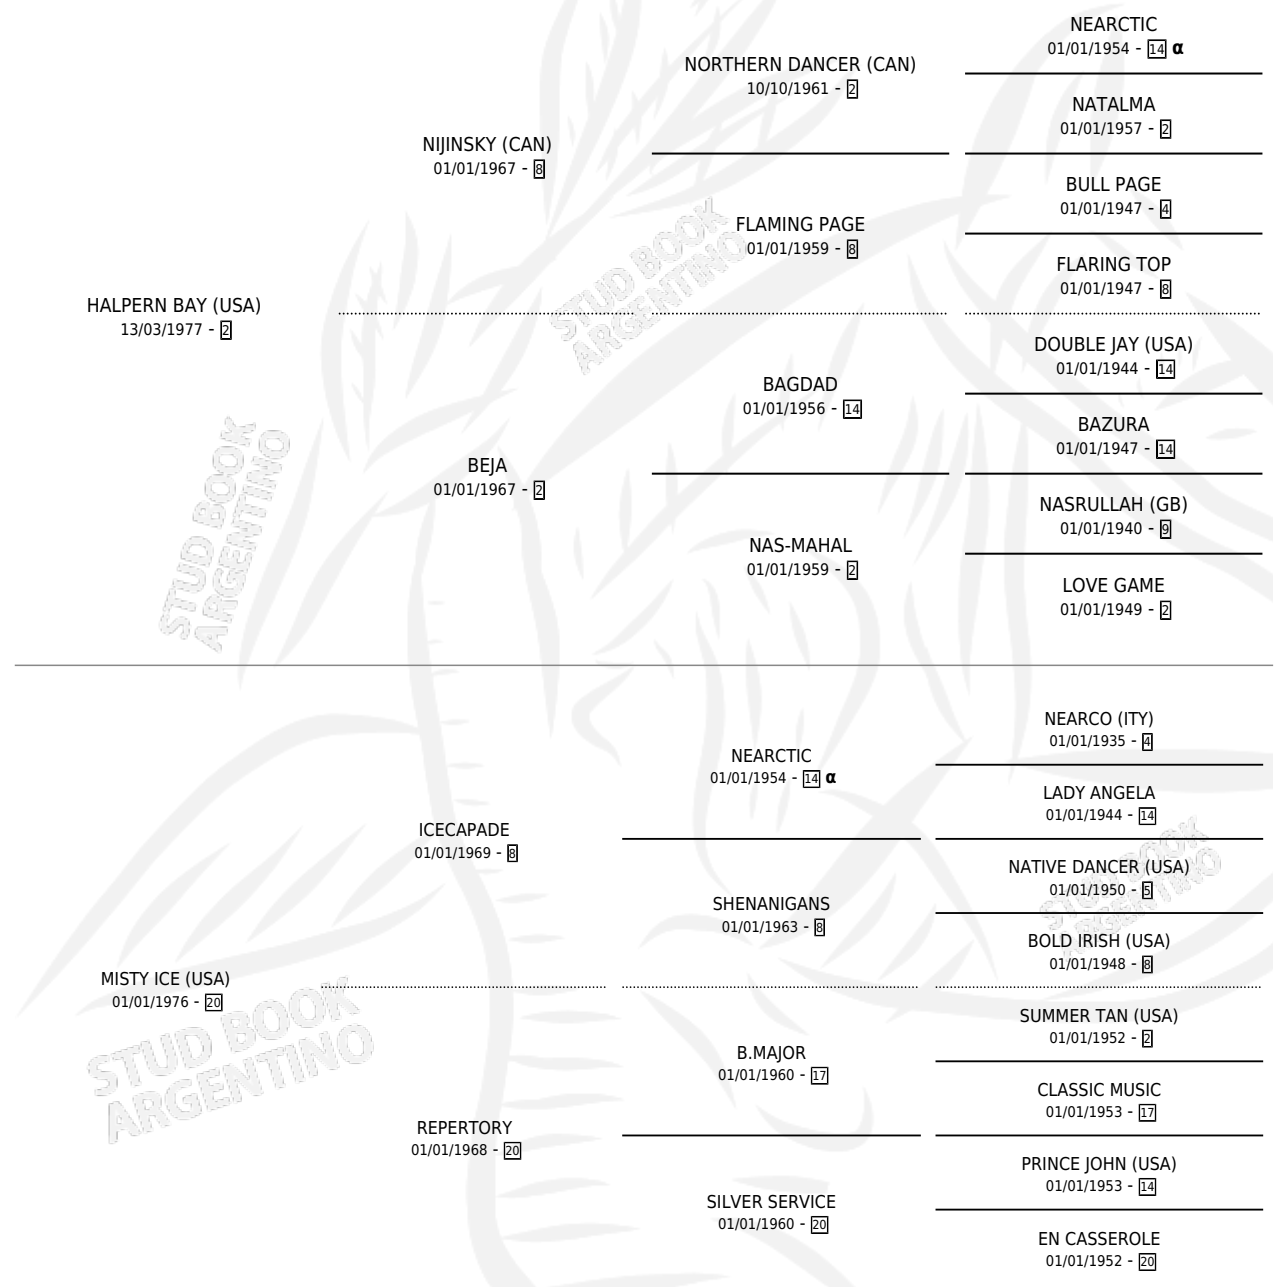 NEARCTIC
01/01/1954 - 14 α
NORTHERN DANCER (CAN)
10/10/1961 - 2
NATALMA
01/01/1957 - 2
NIJINSKY (CAN)
01/01/1967 - 8
BULL PAGE
01/01/1947 - 4
FLAMING PAGE
01/01/1959 - 8
FLARING TOP
01/01/1947 - 8
HALPERN BAY (USA)
13/03/1977 - 2
DOUBLE JAY (USA)
01/01/1944 - 14
BAGDAD
01/01/1956 - 14
BAZURA
01/01/1947 - 14
BEJA
01/01/1967 - 2
NASRULLAH (GB)
01/01/1940 - 9
NAS-MAHAL
01/01/1959 - 2
LOVE GAME
01/01/1949 - 2
STUD BOOK
ARGENTINO
STUD BOOK
ARGENTINO
NEARCO (ITY)
01/01/1935 - 4
NEARCTIC
01/01/1954 - 14 α
LADY ANGELA
01/01/1944 - 14
ICECAPADE
01/01/1969 - 8
NATIVE DANCER (USA)
01/01/1950 - 5
SHENANIGANS
01/01/1963 - 8
BOLD IRISH (USA)
01/01/1948 - 8
MISTY ICE (USA)
01/01/1976 - 20
SUMMER TAN (USA)
01/01/1952 - 2
B.MAJOR
01/01/1960 - 17
CLASSIC MUSIC
01/01/1953 - 17
REPERTORY
01/01/1968 - 20
PRINCE JOHN (USA)
01/01/1953 - 14
SILVER SERVICE
01/01/1960 - 20
EN CASSEROLE
01/01/1952 - 20
STUD BOOK
ARGENTINO
STUD BOOK
ARGENTINO